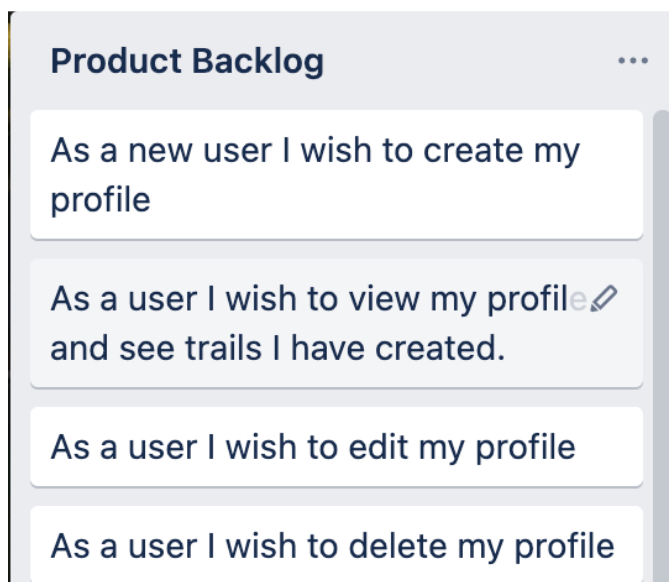 Product Backlog
As a new user I wish to create my
profile
As a user I wish to view my profile
and see trails I have created.
As a user I wish to edit my profile
As a user I wish to delete my profile